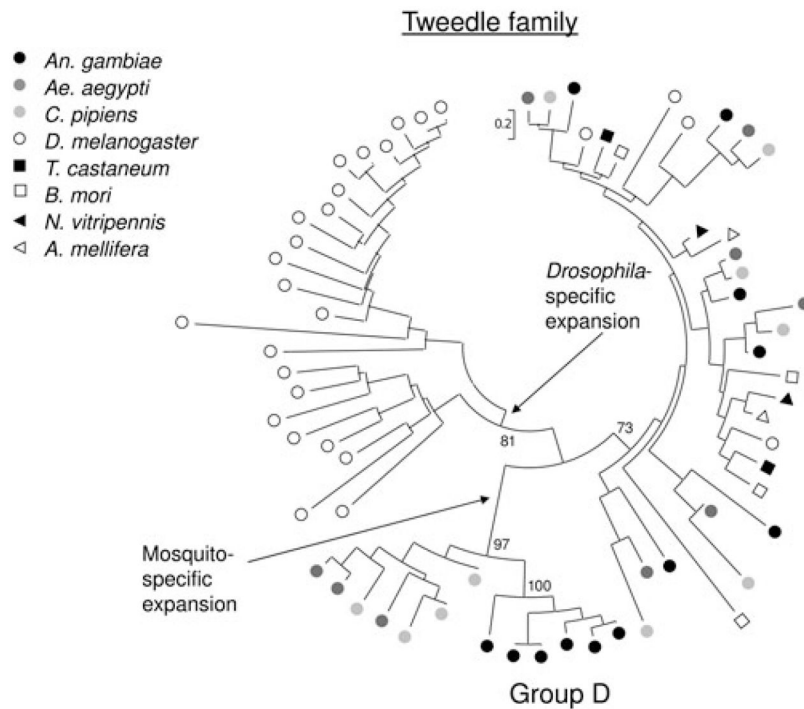 Tweedle family
An. gambiae
Ae. aegypti
C. pipiens
D. melanogaster
T. castaneum
B. mori
N. vitripennis
A. mellifera
0.2
Drosophila-
specific
expansion
73
81
Mosquito-
specific
expansion
97
100
Group D